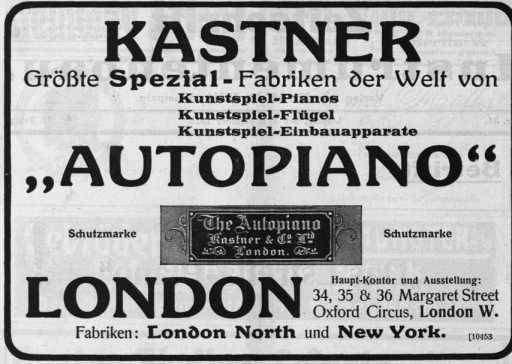 KASTNER
Größte Spezial-Fabriken der Welt von
Kunstspiel-Pianos
Kunstspiel-Flügel
Kunstspiel-Einbauapparate
„AUTOPIANO“
Schutzmarke
The Autopiano
Kastner & Co Ltd
London.
Schutzmarke
LONDON
Haupt-Kontor und Ausstellung:
34, 35 & 36 Margaret Street
Oxford Circus, London W.
Fabriken: London North und New York.
[10453